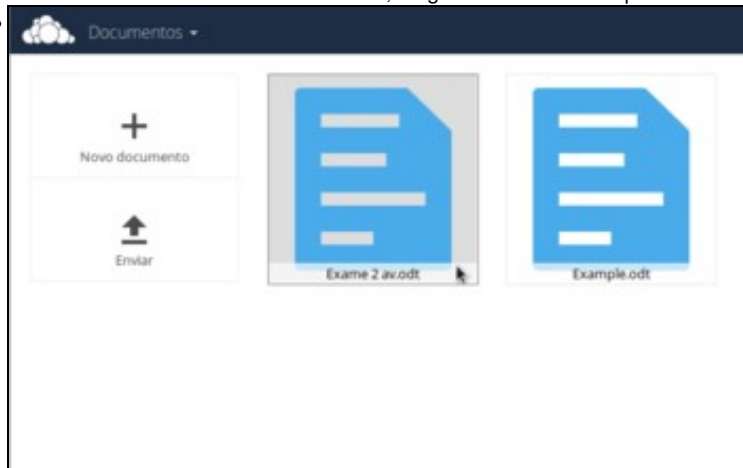 Documentos
Novo documento
Enviar
Exame 2 av.odt
Example.odt